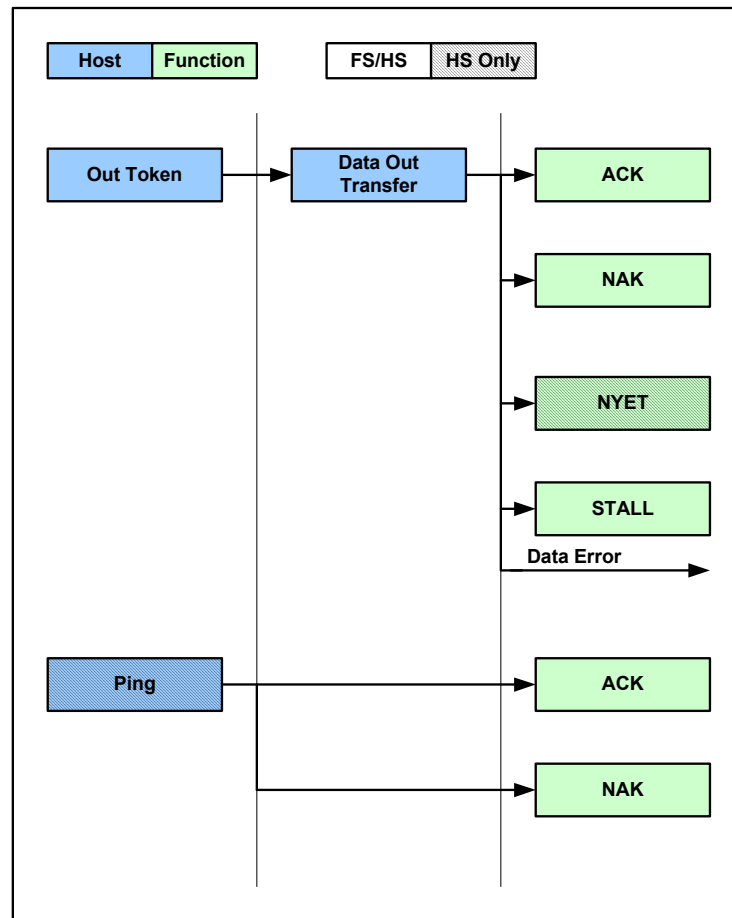 Host
Function
FS/HS
HS Only
Out Token
Data Out
Transfer
ACK
NAK
NYET
STALL
Data Error
Ping
ACK
NAK